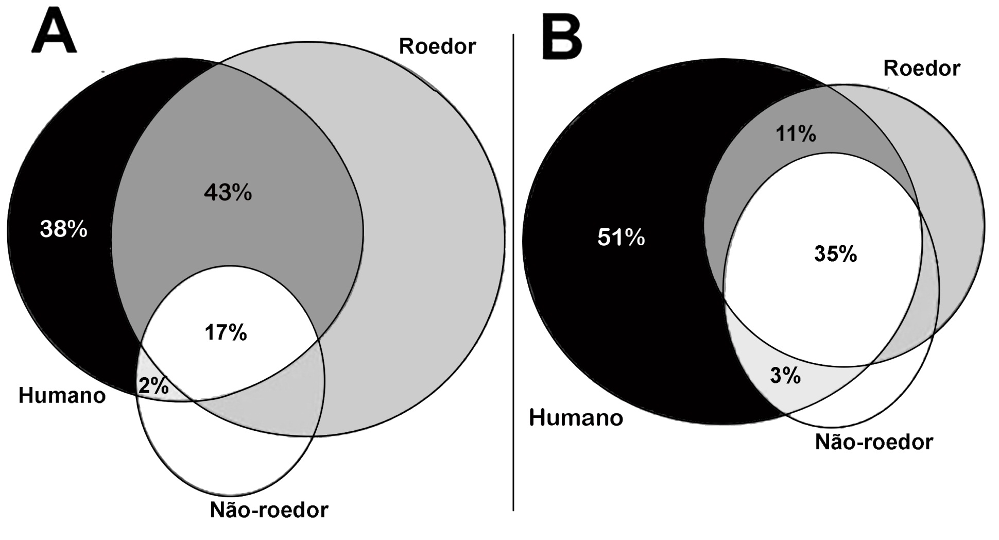 A
Roedor
43%
38%
17%
2%
Humano
Não-roedor
B
Roedor
11%
51%
35%
3%
Humano
Não-roedor